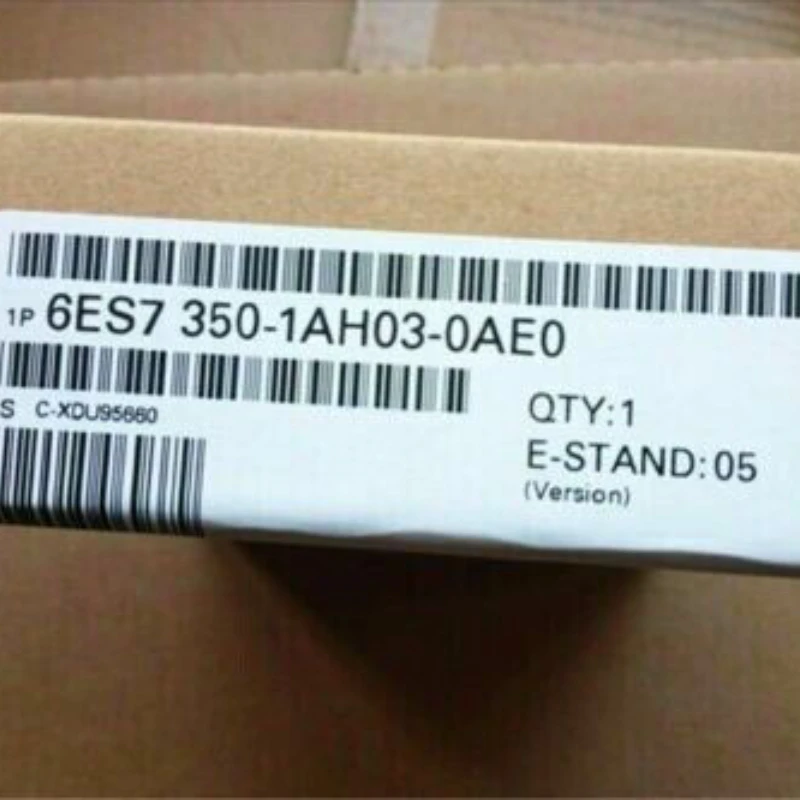 1P 6ES7 350-1AH03-0AE0
S C-XDU95660
QTY:1
E-STAND:05
(Version)